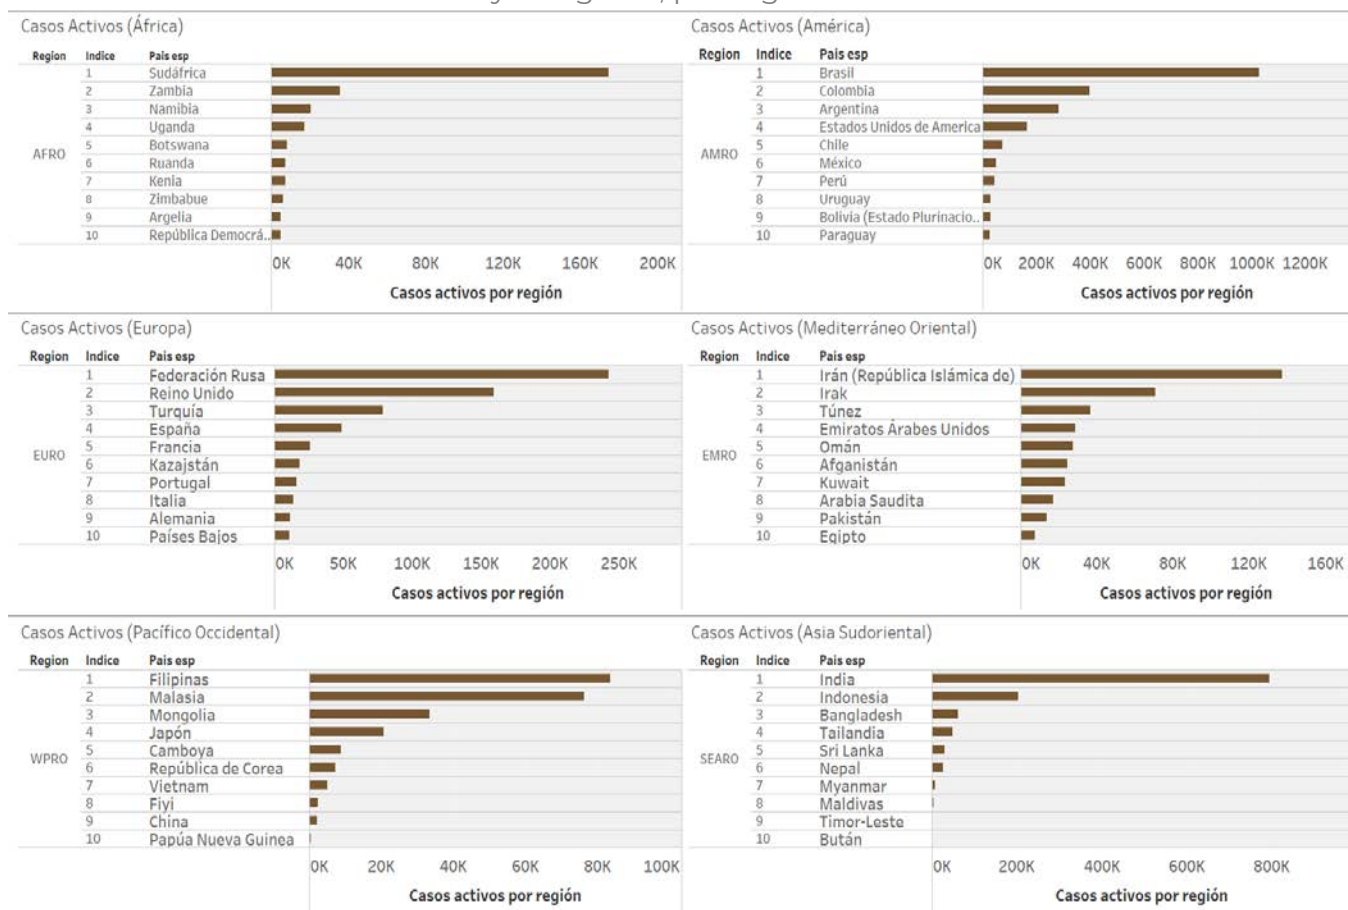 Casos Activos (África)
Region Indice País esp
AFRO
1 Sudáfrica
2 Zambia
3 Namibia
4 Uganda
5 Botswana
6 Ruanda
7 Kenia
8 Zimbabue
9 Argelia
10 República Democrá..
0K 40K 80K 120K 160K 200K
Casos activos por región
Casos Activos (América)
Region Indice País esp
AMRO
1 Brasil
2 Colombia
3 Argentina
4 Estados Unidos de America
5 Chile
6 México
7 Perú
8 Uruguay
9 Bolivia (Estado Plurinacio..
10 Paraguay
0K 200K 400K 600K 800K 1000K 1200K
Casos activos por región
Casos Activos (Europa)
Region Indice País esp
EURO
1 Federación Rusa
2 Reino Unido
3 Turquía
4 España
5 Francia
6 Kazajstán
7 Portugal
8 Italia
9 Alemania
10 Países Bajos
0K 50K 100K 150K 200K 250K
Casos activos por región
Casos Activos (Mediterráneo Oriental)
Region Indice País esp
EMRO
1 Irán (República Islámica de)
2 Irak
3 Túnez
4 Emiratos Árabes Unidos
5 Omán
6 Afganistán
7 Kuwait
8 Arabia Saudita
9 Pakistán
10 Egipto
0K 40K 80K 120K 160K
Casos activos por región
Casos Activos (Pacífico Occidental)
Region Indice País esp
WPRO
1 Filipinas
2 Malasia
3 Mongolia
4 Japón
5 Camboya
6 República de Corea
7 Vietnam
8 Fiyi
9 China
10 Papúa Nueva Guinea
0K 20K 40K 60K 80K 100K
Casos activos por región
Casos Activos (Asia Sudoriental)
Region Indice País esp
SEARO
1 India
2 Indonesia
3 Bangladesh
4 Tailandia
5 Sri Lanka
6 Nepal
7 Myanmar
8 Maldivas
9 Timor-Leste
10 Bután
0K 200K 400K 600K 800K
Casos activos por región